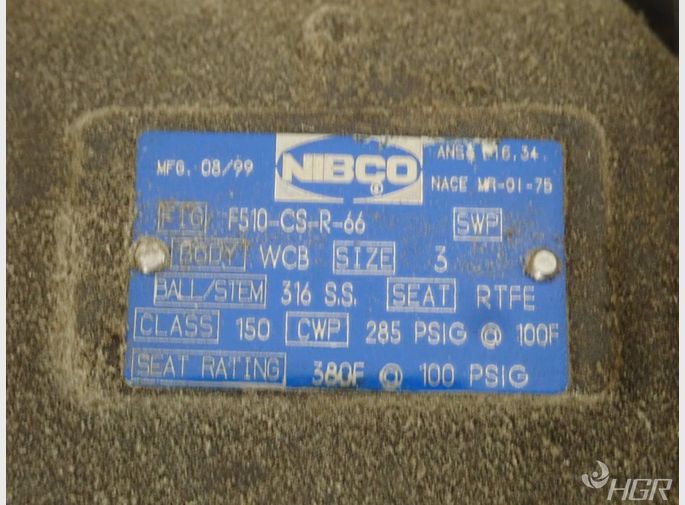 MFG. 08/99 NIBCO ® ANSI B16.34
NACE MR-01-75
FIG F510-CS-R-66 SWP
BODY WCB SIZE 3
BALL/STEM 316 S.S. SEAT RTFE
CLASS 150 CWP 285 PSIG @ 100F
SEAT RATING 380F @ 100 PSIG
HGR